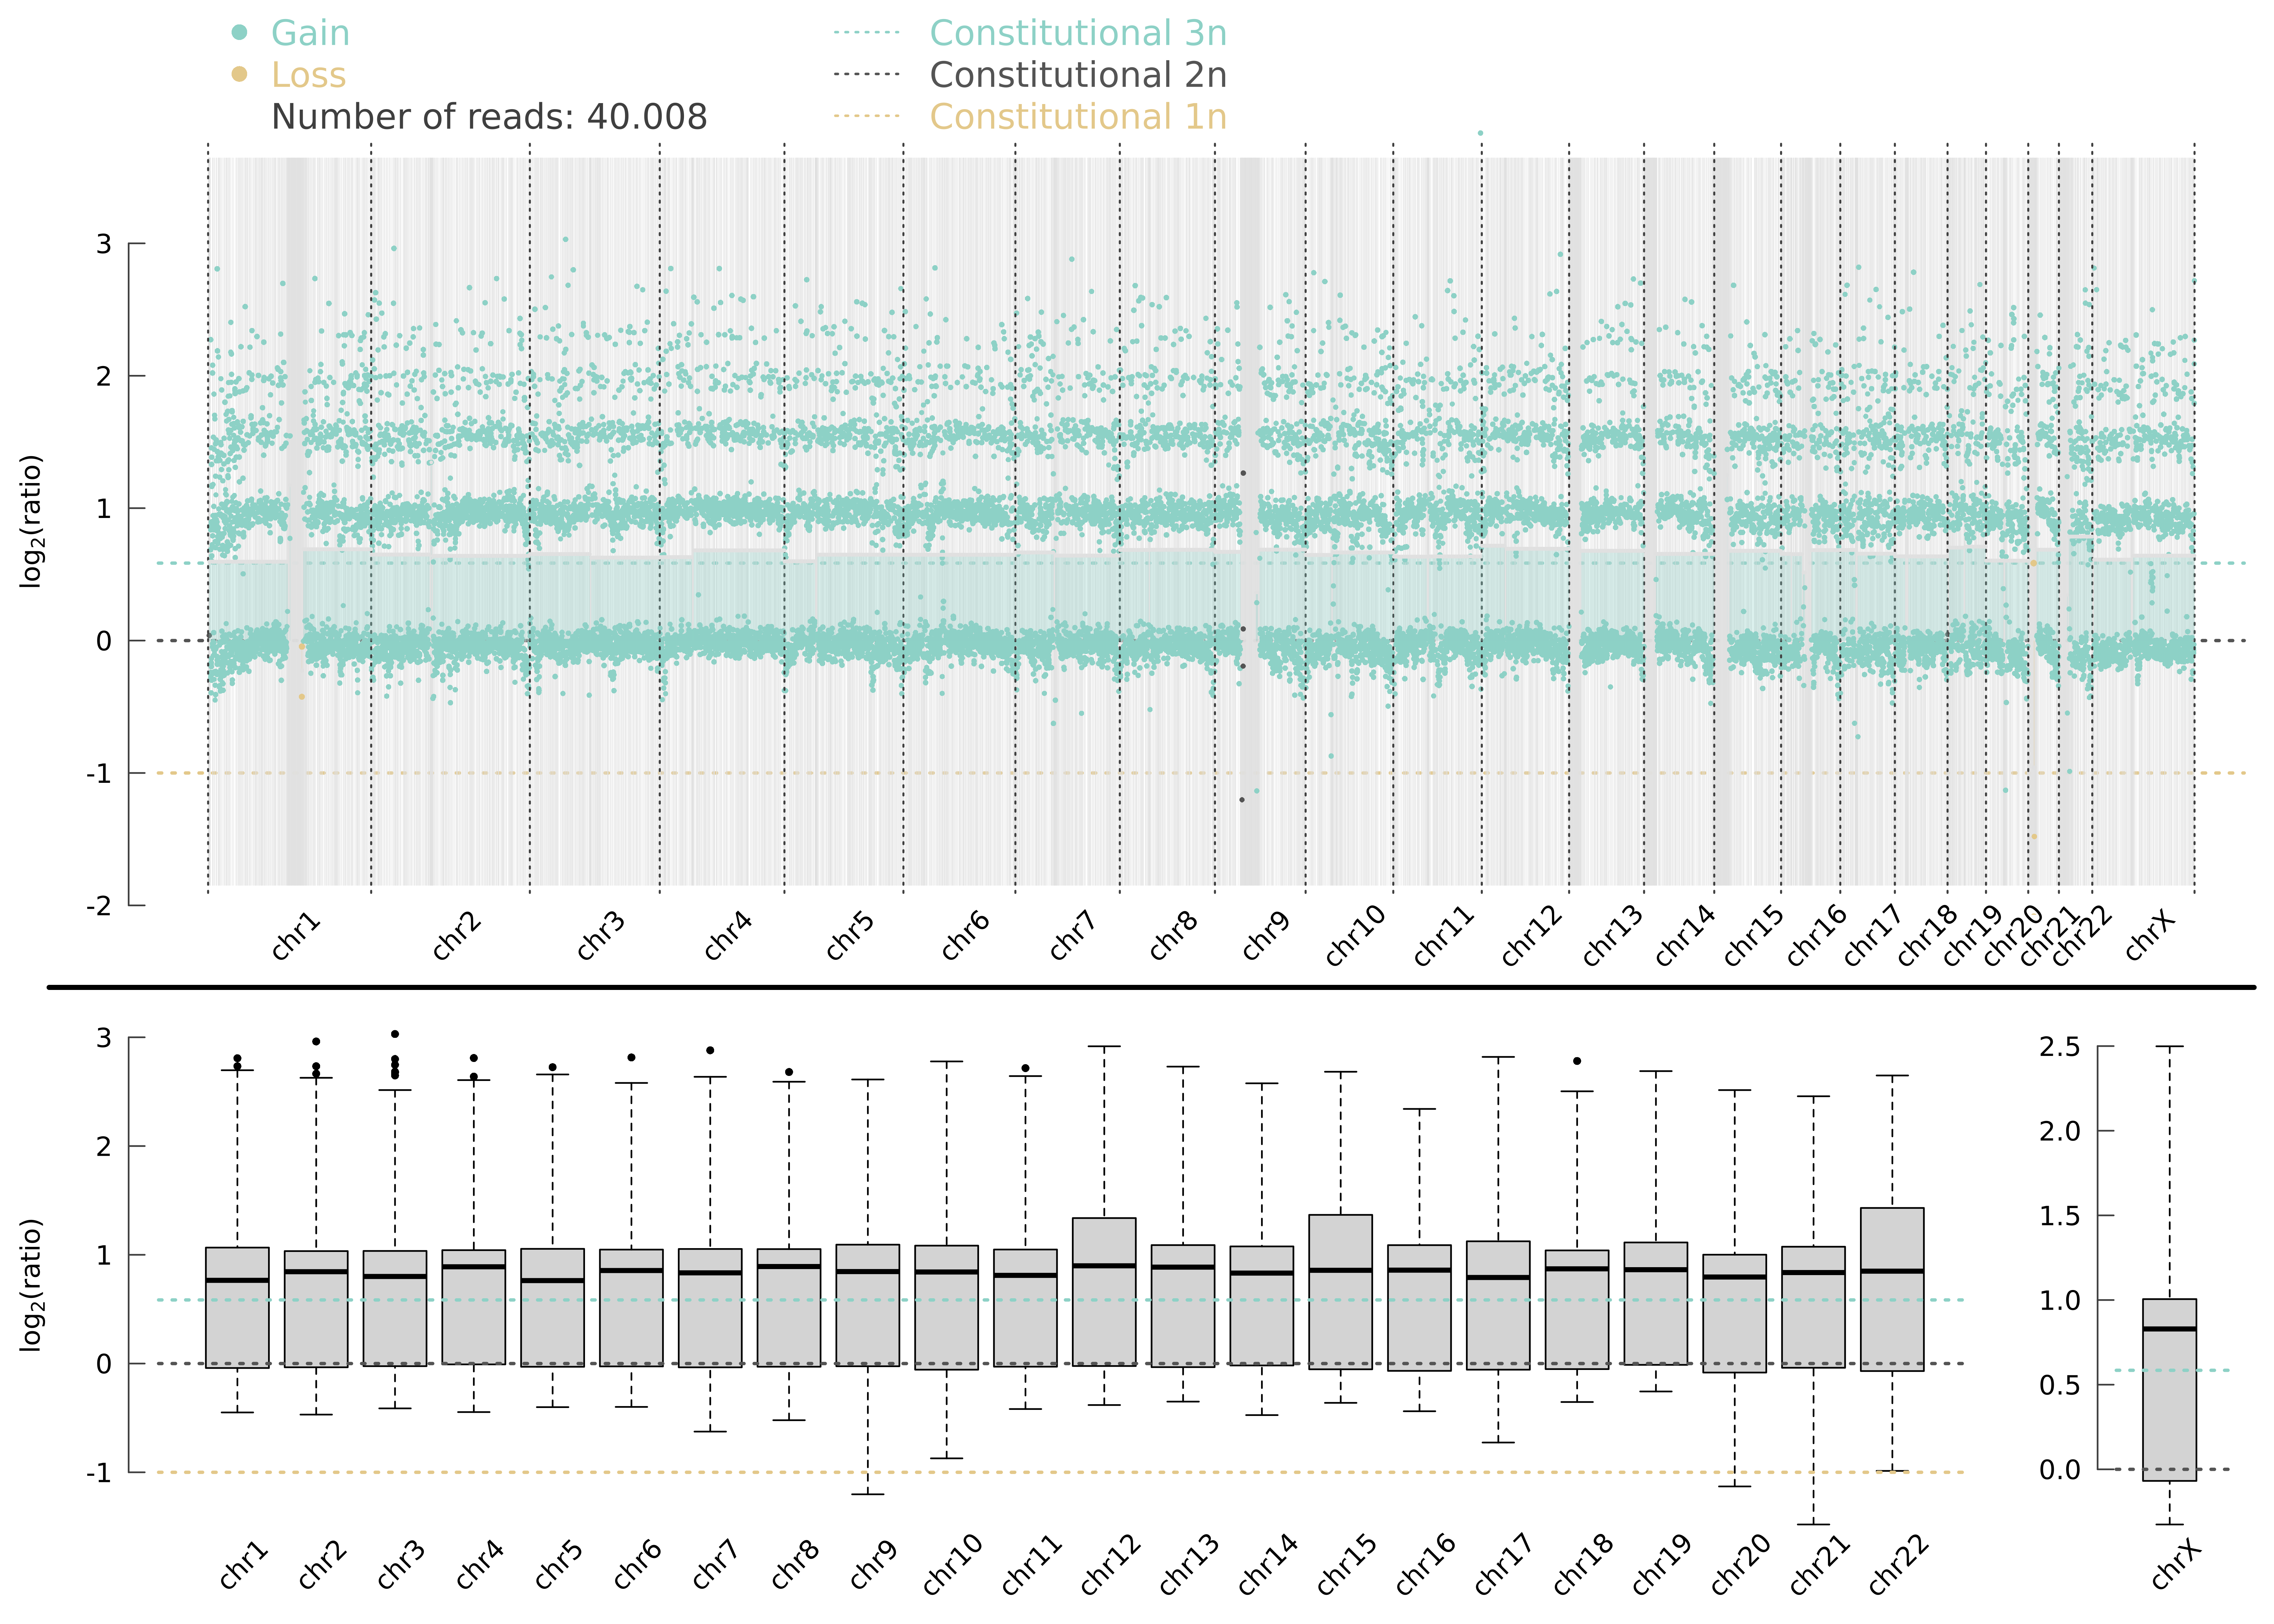 Gain
Loss
Number of reads: 40.008
Constitutional 3n
Constitutional 2n
Constitutional 1n
log2(ratio)
3
2
1
0
-1
-2
chr1 chr2 chr3 chr4 chr5 chr6 chr7 chr8 chr9 chr10 chr11 chr12 chr13 chr14 chr15 chr16 chr17 chr18 chr19 chr20 chr21 chr22 chrX
log2(ratio)
3
2
1
0
-1
chr1 chr2 chr3 chr4 chr5 chr6 chr7 chr8 chr9 chr10 chr11 chr12 chr13 chr14 chr15 chr16 chr17 chr18 chr19 chr20 chr21 chr22
2.5
2.0
1.5
1.0
0.5
0.0
chrX